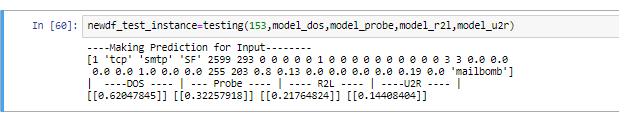 In [60]: newdf_test_instance=testing(153,model_dos,model_probe,model_r2l,model_u2r)
----Making Prediction for Input--------
[1 'tcp' 'smtp' 'SF' 2599 293 0 0 0 0 0 1 0 0 0 0 0 0 0 0 0 0 3 3 0.0 0.0
0.0 0.0 1.0 0.0 0.0 255 203 0.8 0.13 0.0 0.0 0.0 0.0 0.19 0.0 'mailbomb']
| ----DOS ---- | --- Probe ---- | ---- R2L ---- | ----U2R ---- |
[[0.62047845]] [[0.32257918]] [[0.21764824]] [[0.14408404]]